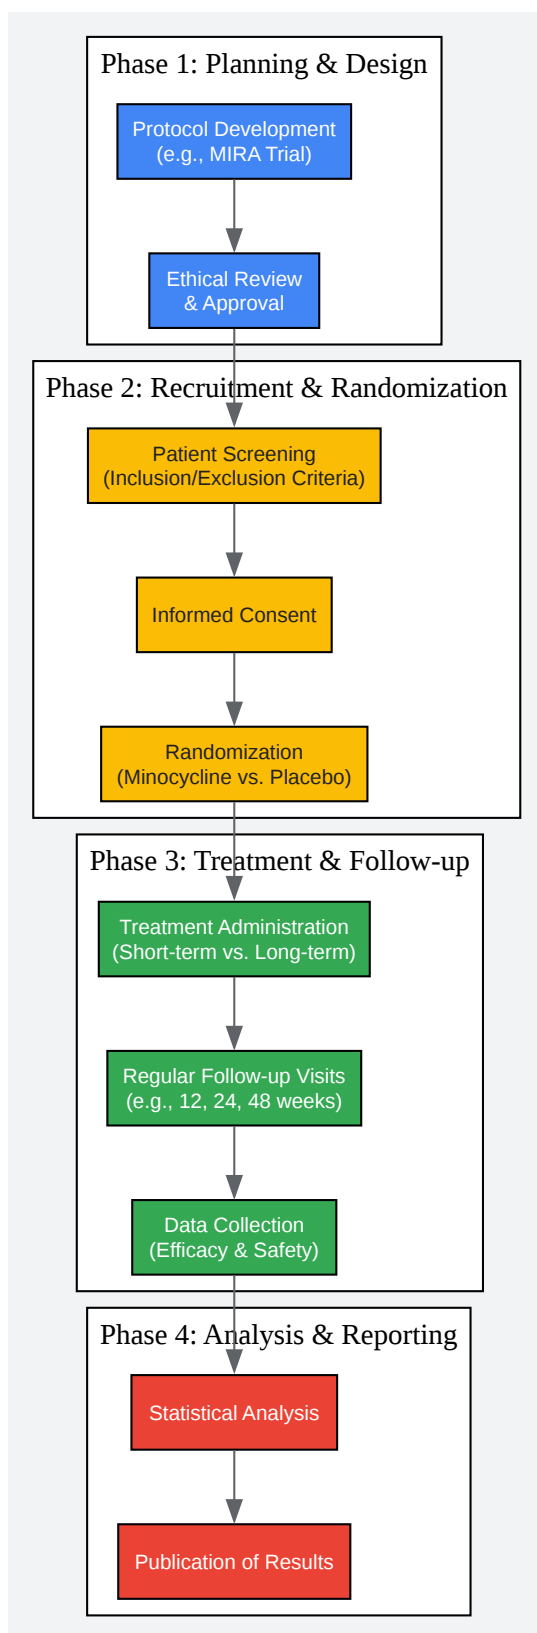 Phase 1: Planning & Design
Protocol Development
(e.g., MIRA Trial)
Ethical Review
& Approval
Phase 2: Recruitment & Randomization
Patient Screening
(Inclusion/Exclusion Criteria)
Informed Consent
Randomization
(Minocycline vs. Placebo)
Phase 3: Treatment & Follow-up
Treatment Administration
(Short-term vs. Long-term)
Regular Follow-up Visits
(e.g., 12, 24, 48 weeks)
Data Collection
(Efficacy & Safety)
Phase 4: Analysis & Reporting
Statistical Analysis
Publication of Results